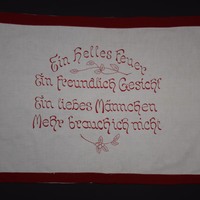 Ein helles Feuer
Ein freundlich Gesicht
Ein liebes Männchen
Mehr brauch ich nicht